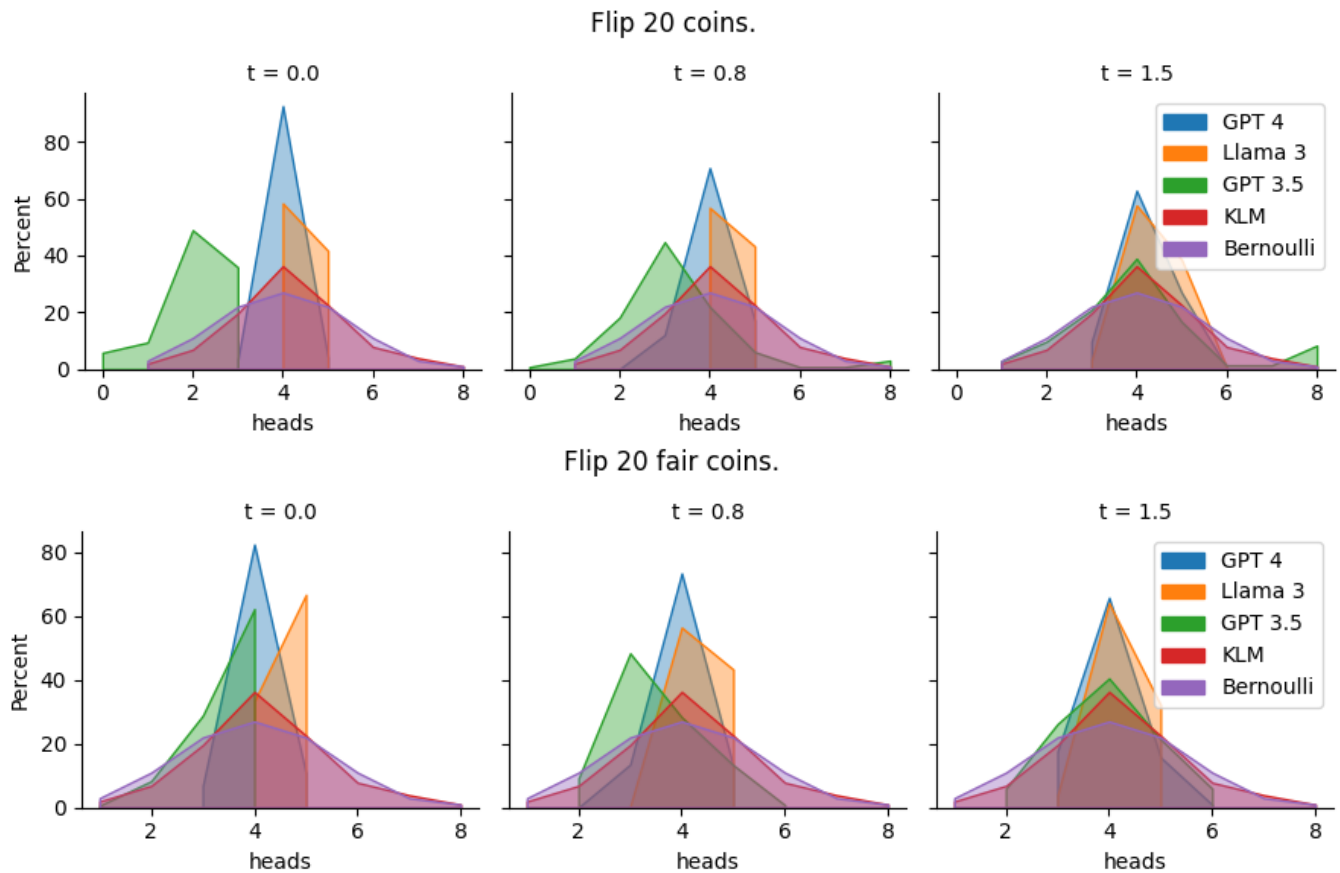 Flip 20 coins.
t = 0.0
t = 0.8
t = 1.5
Percent
80
60
40
20
0
GPT 4
Llama 3
GPT 3.5
KLM
Bernoulli
0 2 4 6 8
0 2 4 6 8
0 2 4 6 8
heads
heads
heads
Flip 20 fair coins.
t = 0.0
t = 0.8
t = 1.5
Percent
80
60
40
20
0
GPT 4
Llama 3
GPT 3.5
KLM
Bernoulli
2 4 6 8
2 4 6 8
2 4 6 8
heads
heads
heads